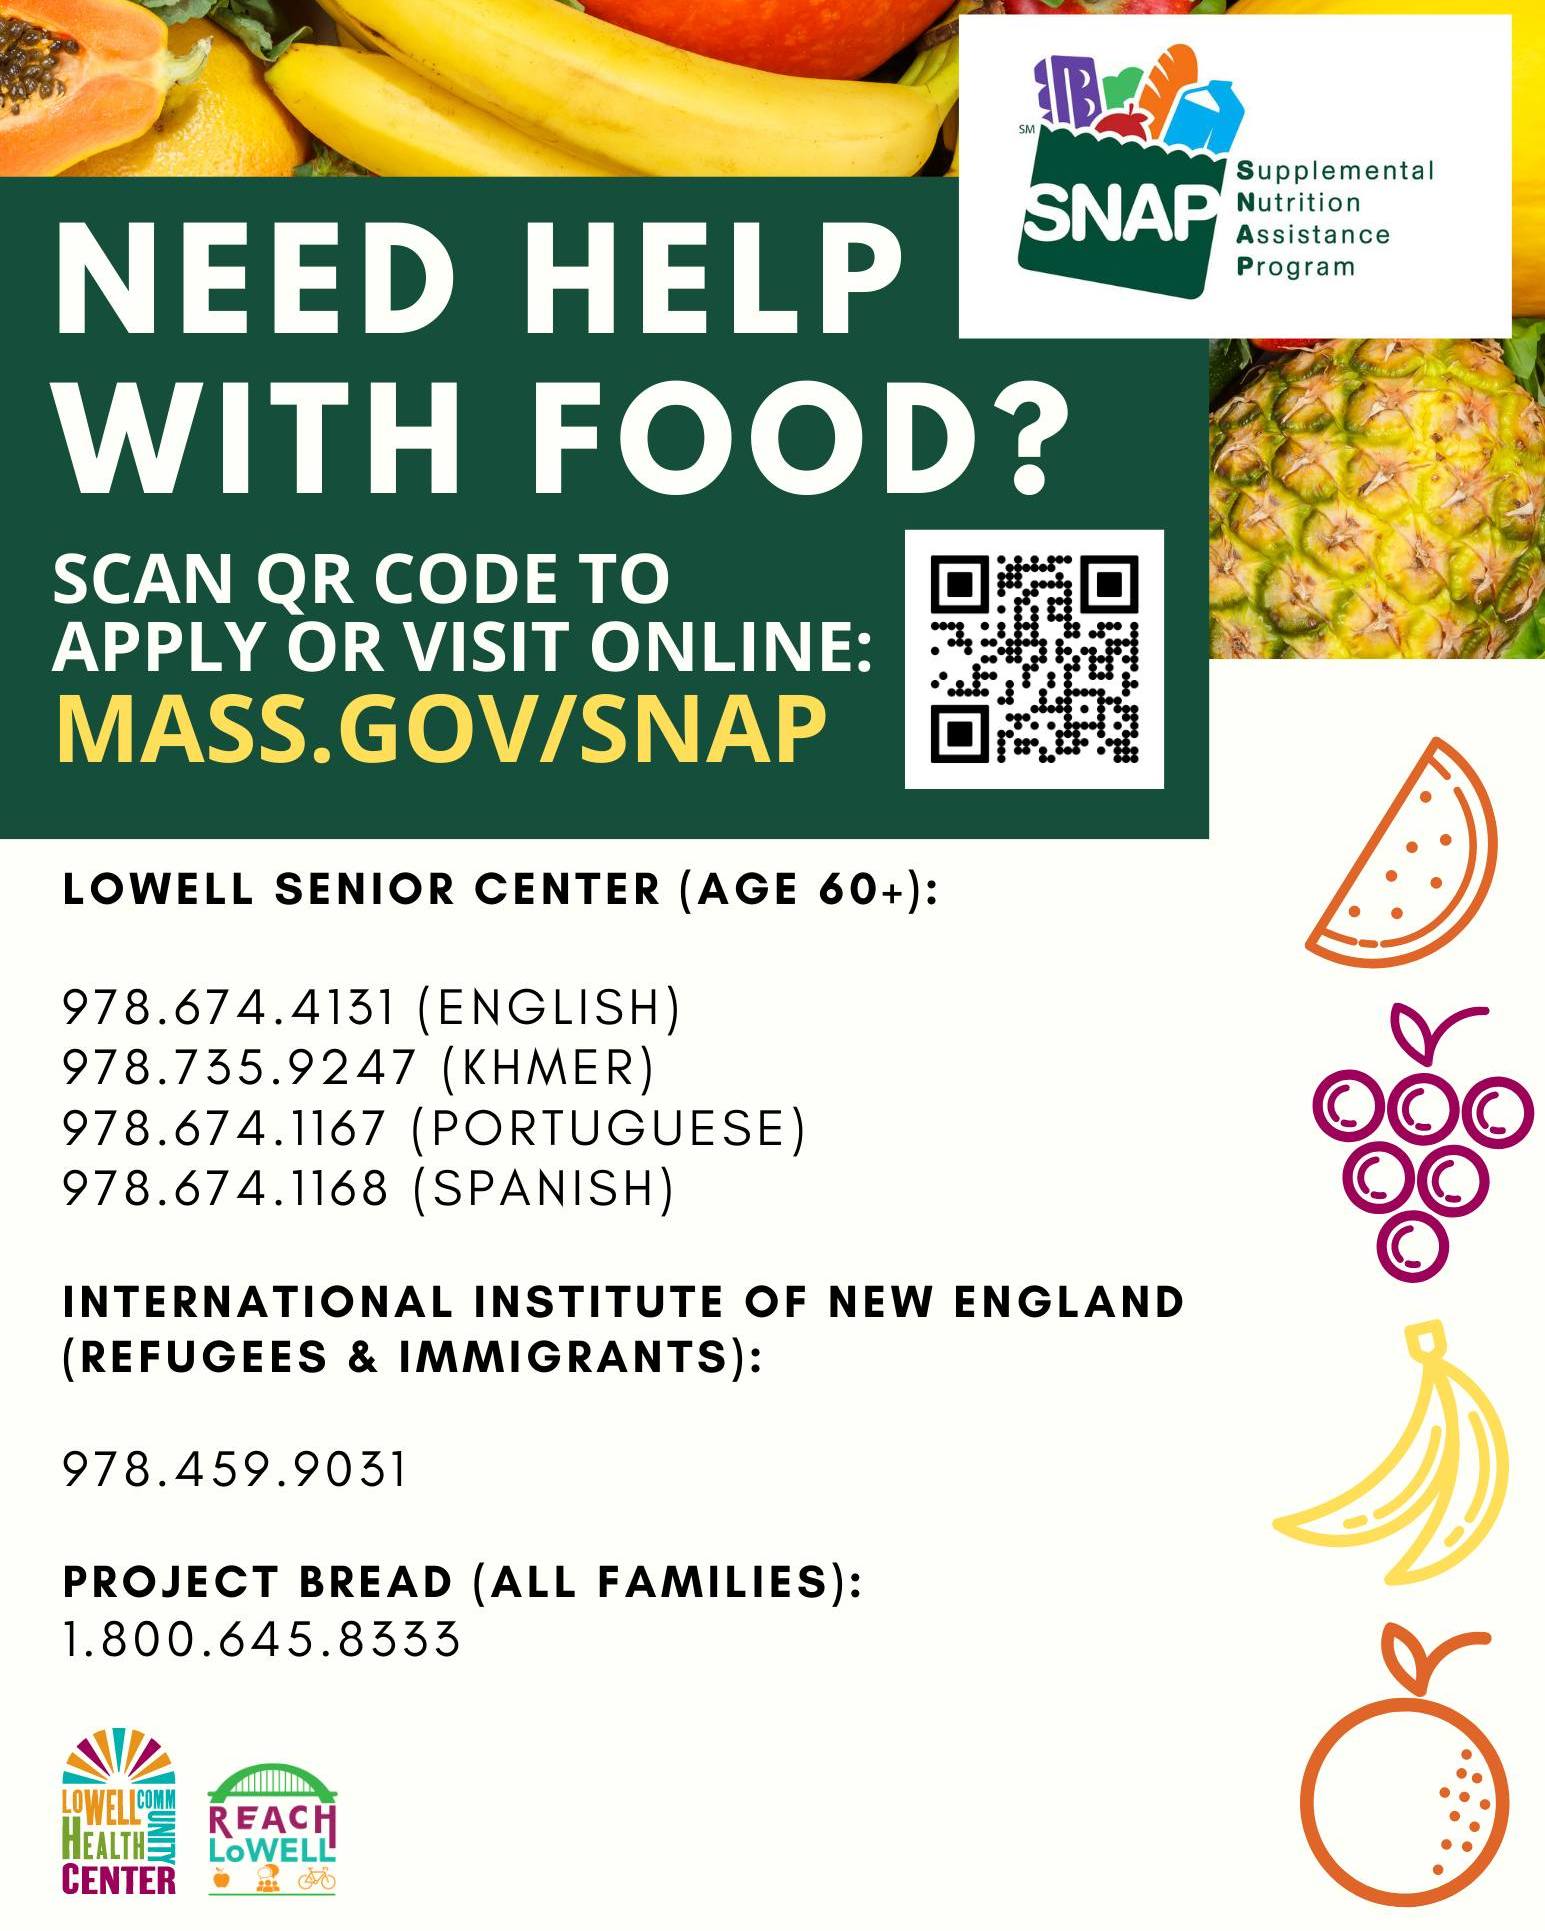 SM
SNAP
Supplemental
Nutrition
Assistance
Program
NEED HELP
WITH FOOD?
SCAN QR CODE TO
APPLY OR VISIT ONLINE:
MASS.GOV/SNAP
LOWELL SENIOR CENTER (AGE 60+):
978.674.4131 (ENGLISH)
978.735.9247 (KHMER)
978.674.1167 (PORTUGUESE)
978.674.1168 (SPANISH)
INTERNATIONAL INSTITUTE OF NEW ENGLAND
(REFUGEES & IMMIGRANTS):
978.459.9031
PROJECT BREAD (ALL FAMILIES):
1.800.645.8333
LOWELL COMMUNITY
HEALTH
CENTER
REACH
LoWELL